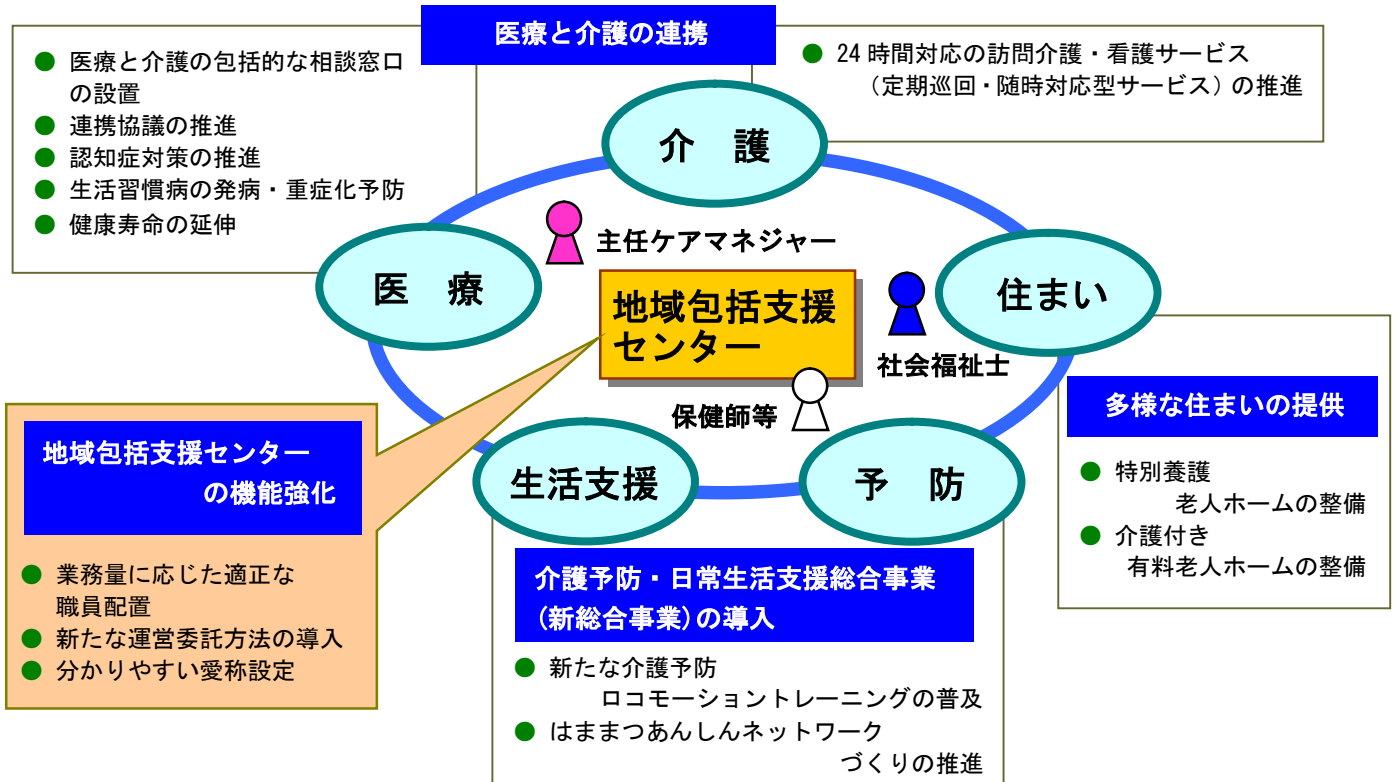 医療と介護の連携
● 医療と介護の包括的な相談窓口
の設置
● 連携協議の推進
● 認知症対策の推進
● 生活習慣病の発病・重症化予防
● 健康寿命の延伸
● 24 時間対応の訪問介護・看護サービス
（定期巡回・随時対応型サービス）の推進
介　護
医　療
住まい
主任ケアマネジャー
地域包括支援
センター
社会福祉士
保健師等
生活支援
予　防
地域包括支援センター
の機能強化
● 業務量に応じた適正な
職員配置
● 新たな運営委託方法の導入
● 分かりやすい愛称設定
多様な住まいの提供
● 特別養護
老人ホームの整備
● 介護付き
有料老人ホームの整備
介護予防・日常生活支援総合事業
(新総合事業)の導入
● 新たな介護予防
ロコモーショントレーニングの普及
● はままつあんしんネットワーク
づくりの推進